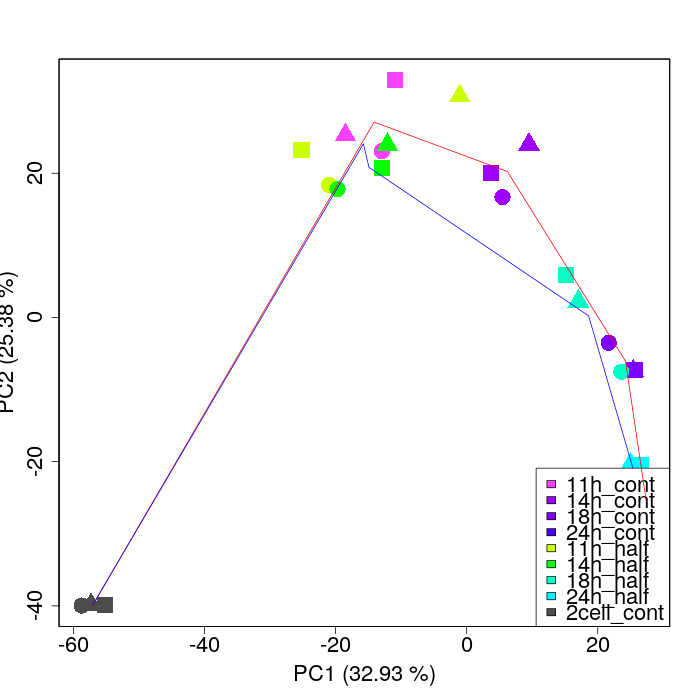 20
0
-20
-40
PC2 (25.38 %)
-60 -40 -20 0 20
PC1 (32.93 %)
11h_cont
14h_cont
18h_cont
24h_cont
11h_half
14h_half
18h_half
24h_half
2cell_cont